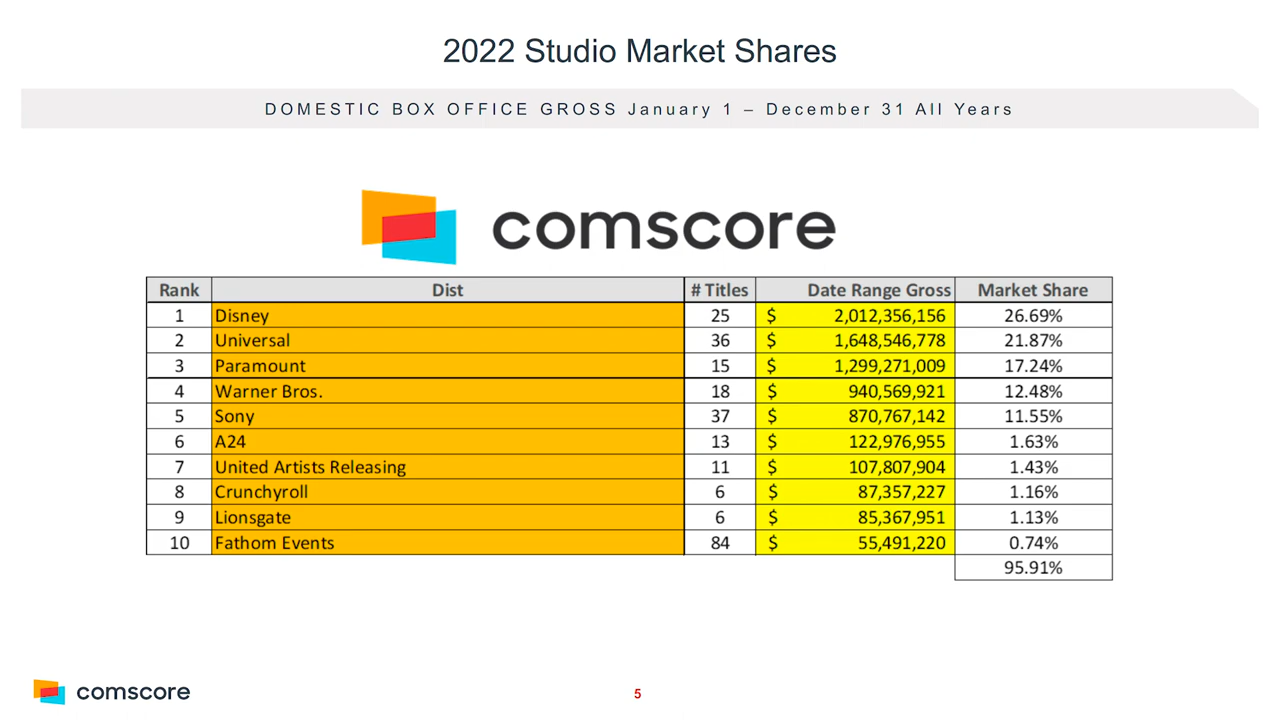 2022 Studio Market Shares
DOMESTIC BOX OFFICE GROSS January 1 – December 31 All Years
comscore
Rank Dist # Titles Date Range Gross Market Share
1 Disney 25 $ 2,012,356,156 26.69%
2 Universal 36 $ 1,648,546,778 21.87%
3 Paramount 15 $ 1,299,271,009 17.24%
4 Warner Bros. 18 $ 940,569,921 12.48%
5 Sony 37 $ 870,767,142 11.55%
6 A24 13 $ 122,976,955 1.63%
7 United Artists Releasing 11 $ 107,807,904 1.43%
8 Crunchyroll 6 $ 87,357,227 1.16%
9 Lionsgate 6 $ 85,367,951 1.13%
10 Fathom Events 84 $ 55,491,220 0.74%
95.91%
comscore 5